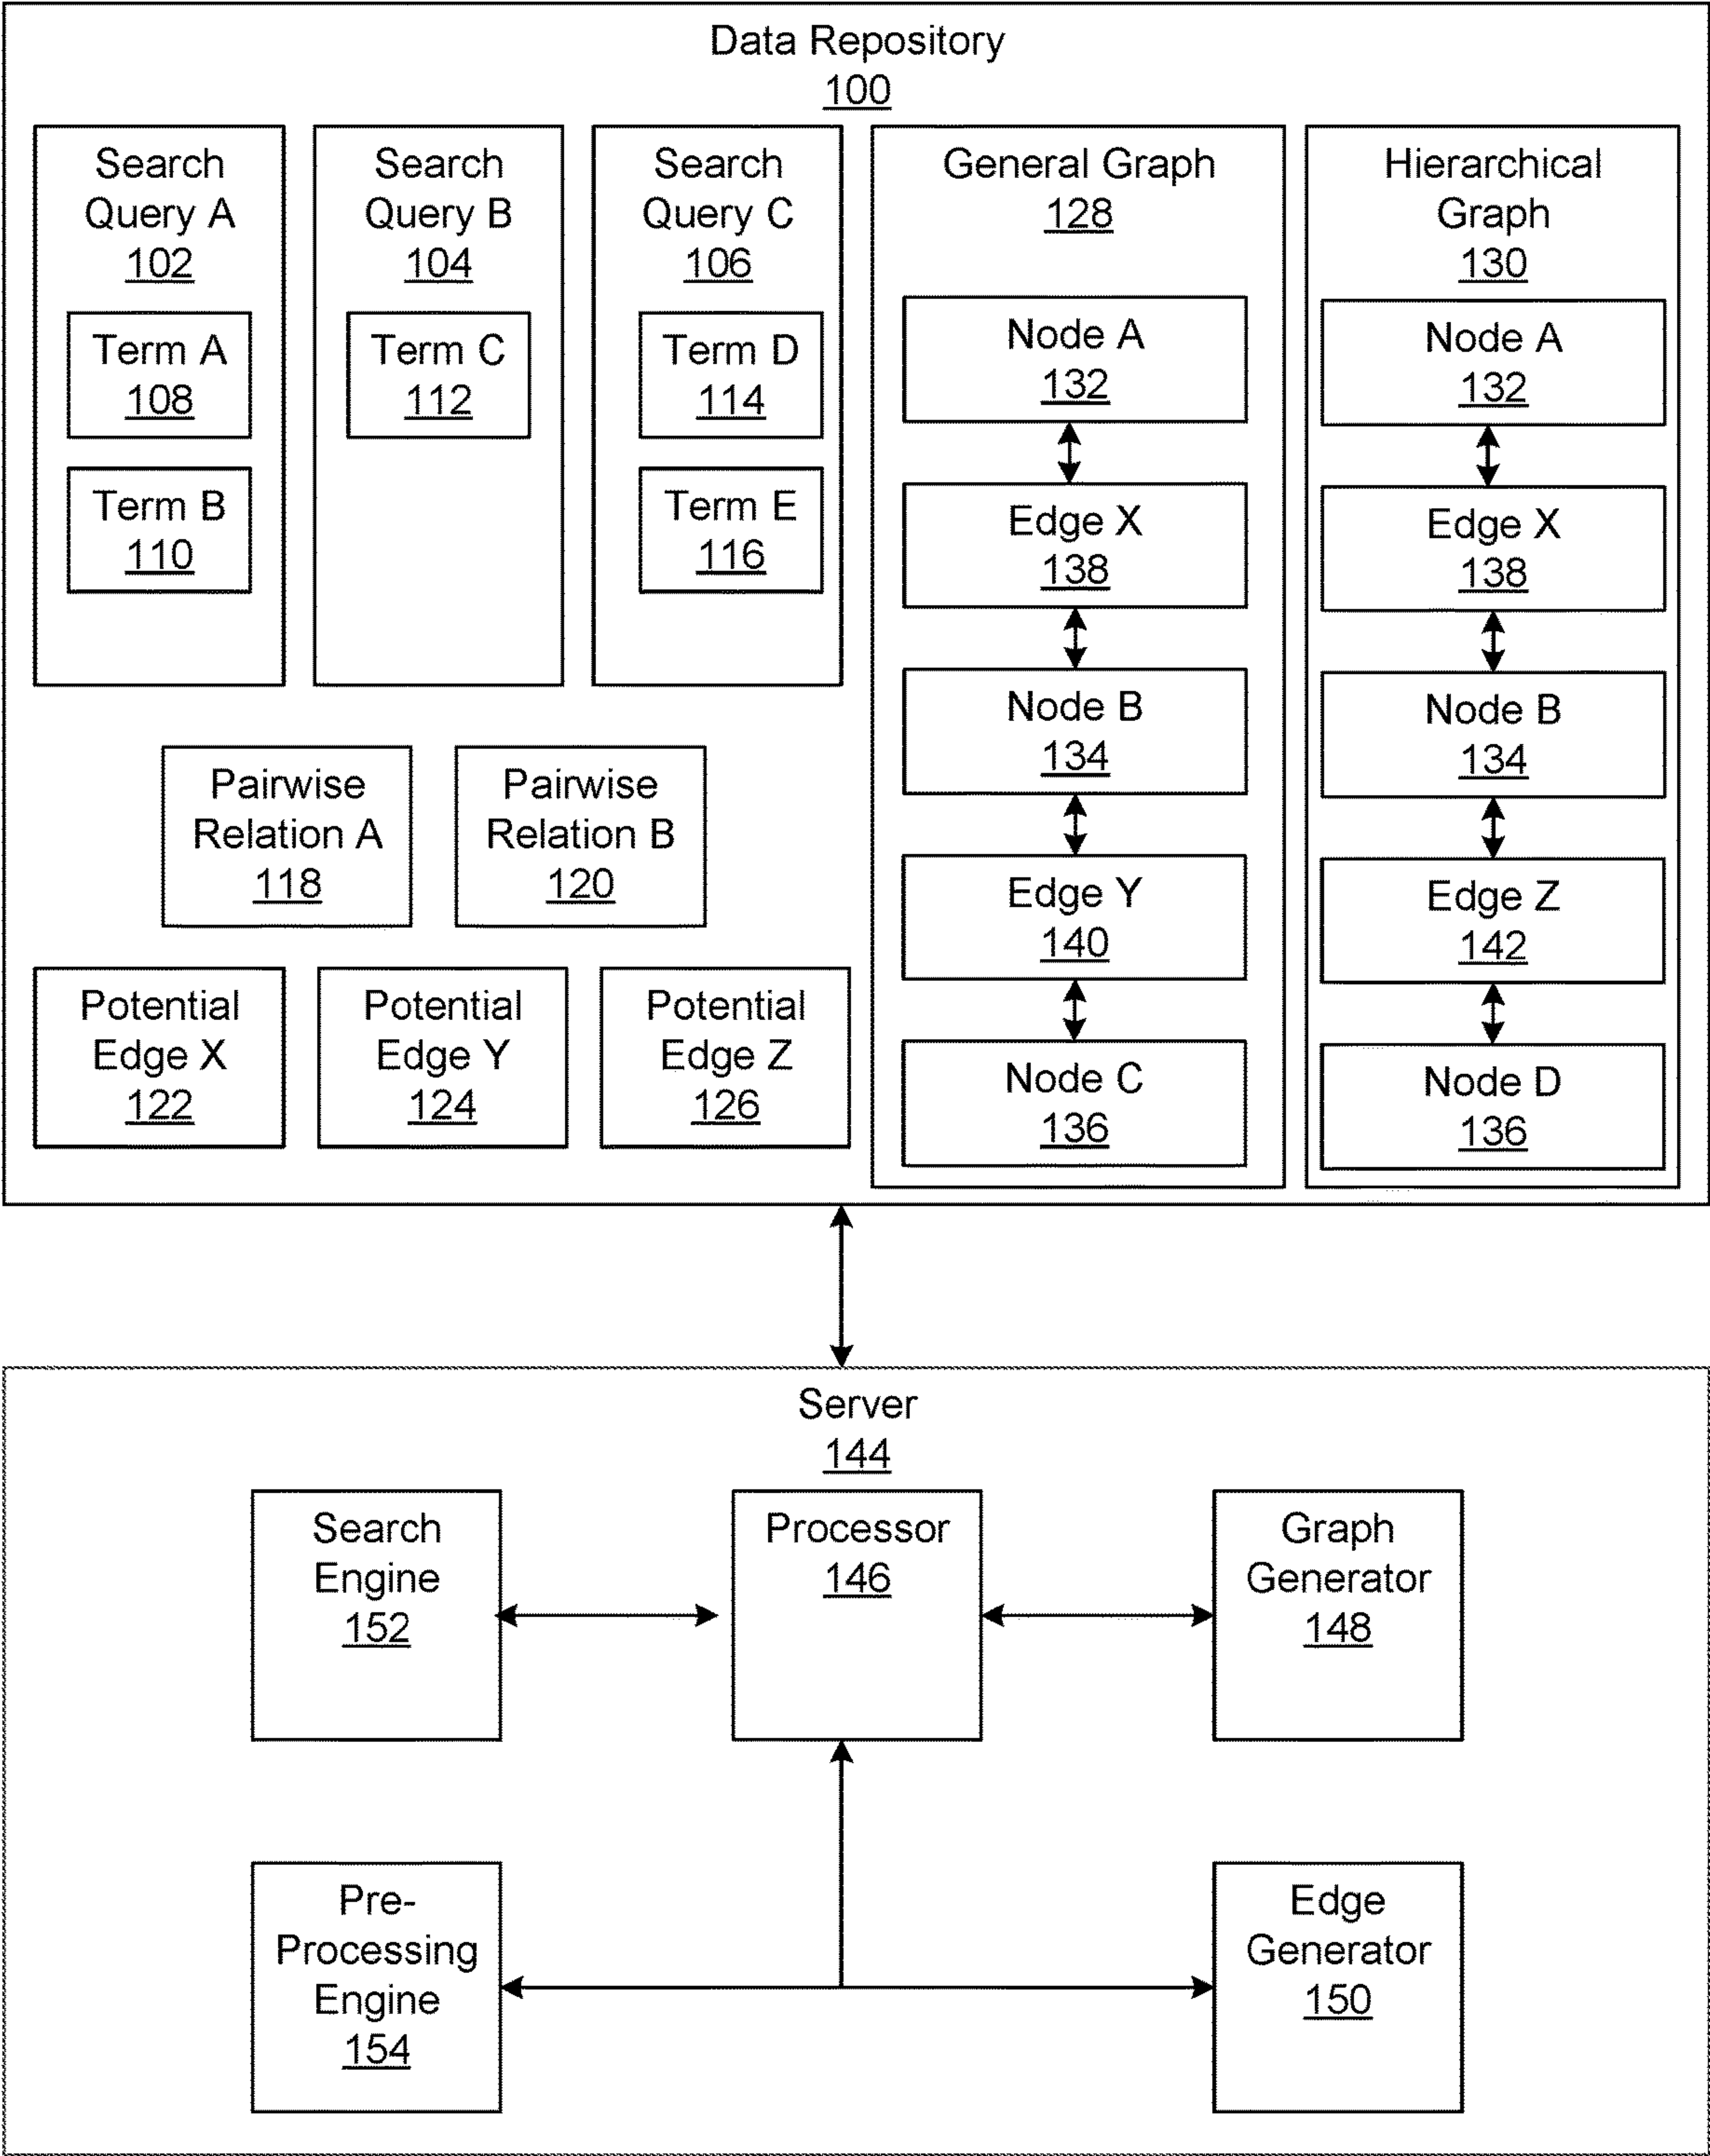 Data Repository
100
Search
Query A
102
Term A
108
Term B
110
Search
Query B
104
Term C
112
Search
Query C
106
Term D
114
Term E
116
Pairwise
Relation A
118
Pairwise
Relation B
120
Potential
Edge X
122
Potential
Edge Y
124
Potential
Edge Z
126
General Graph
128
Node A
132
Edge X
138
Node B
134
Edge Y
140
Node C
136
Hierarchical
Graph
130
Node A
132
Edge X
138
Node B
134
Edge Z
142
Node D
136
Server
144
Search
Engine
152
Processor
146
Graph
Generator
148
Pre-
Processing
Engine
154
Edge
Generator
150